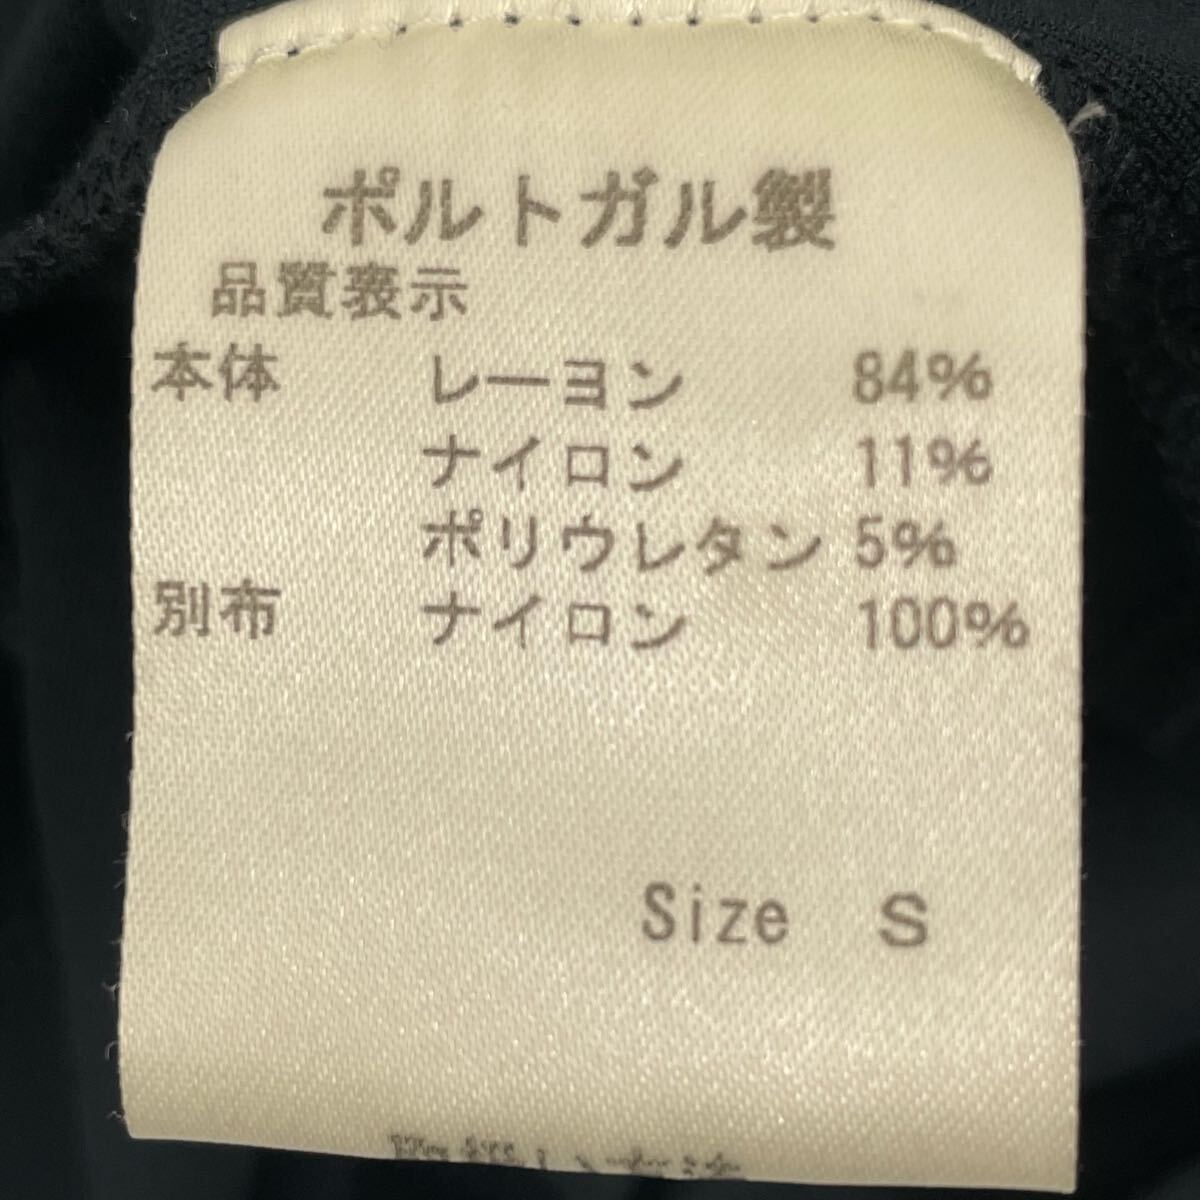 ポルトガル製
品質表示
本体 レーヨン 84%
ナイロン 11%
ポリウレタン 5%
別布 ナイロン 100%
Size S